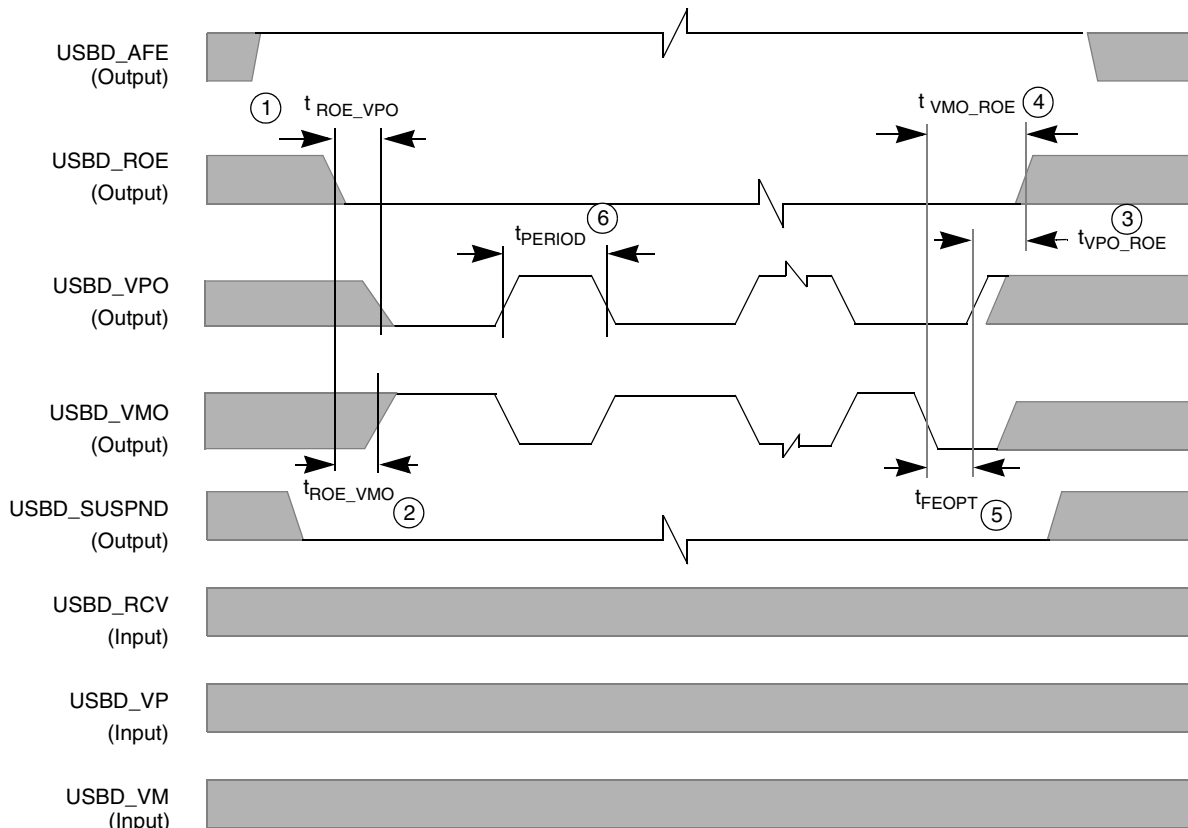 USBD_AFE
(Output)
1 t ROE_VPO
t VMO_ROE 4
USBD_ROE
(Output)
6
tPERIOD
3
tVPO_ROE
USBD_VPO
(Output)
USBD_VMO
(Output)
tROE_VMO 2
tFEOPT 5
USBD_SUSPND
(Output)
USBD_RCV
(Input)
USBD_VP
(Input)
USBD_VM
(Input)